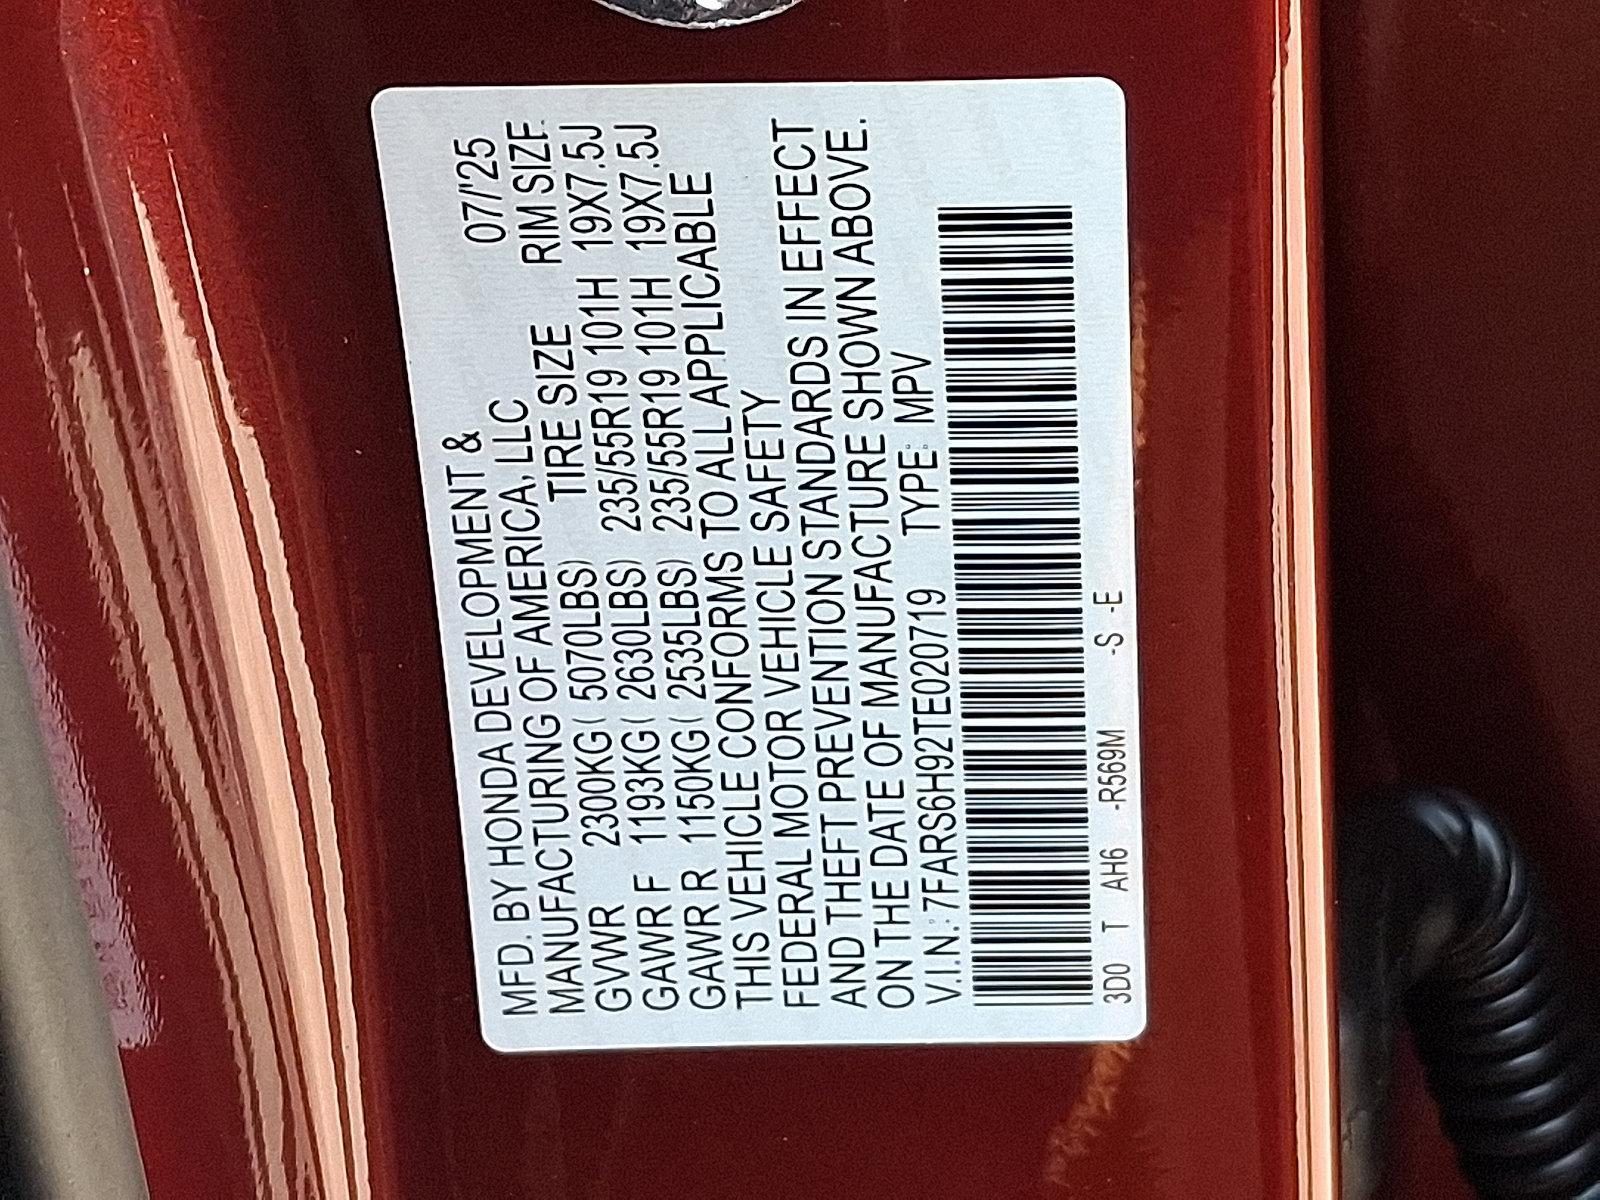 MFD. BY HONDA DEVELOPMENT & 07/'25
MANUFACTURING OF AMERICA, LLC
TIRE SIZE RIM SIZE
GVWR 2300KG( 5070LBS) 235/55R19 101H 19X7.5J
GAWR F 1193KG( 2630LBS) 235/55R19 101H 19X7.5J
GAWR R 1150KG( 2535LBS)
THIS VEHICLE CONFORMS TO ALL APPLICABLE
FEDERAL MOTOR VEHICLE SAFETY
AND THEFT PREVENTION STANDARDS IN EFFECT
ON THE DATE OF MANUFACTURE SHOWN ABOVE.
V.I.N.: 7FARS6H92TE020719 TYPE: MPV
3D0 T AH6 -R569M -S -E